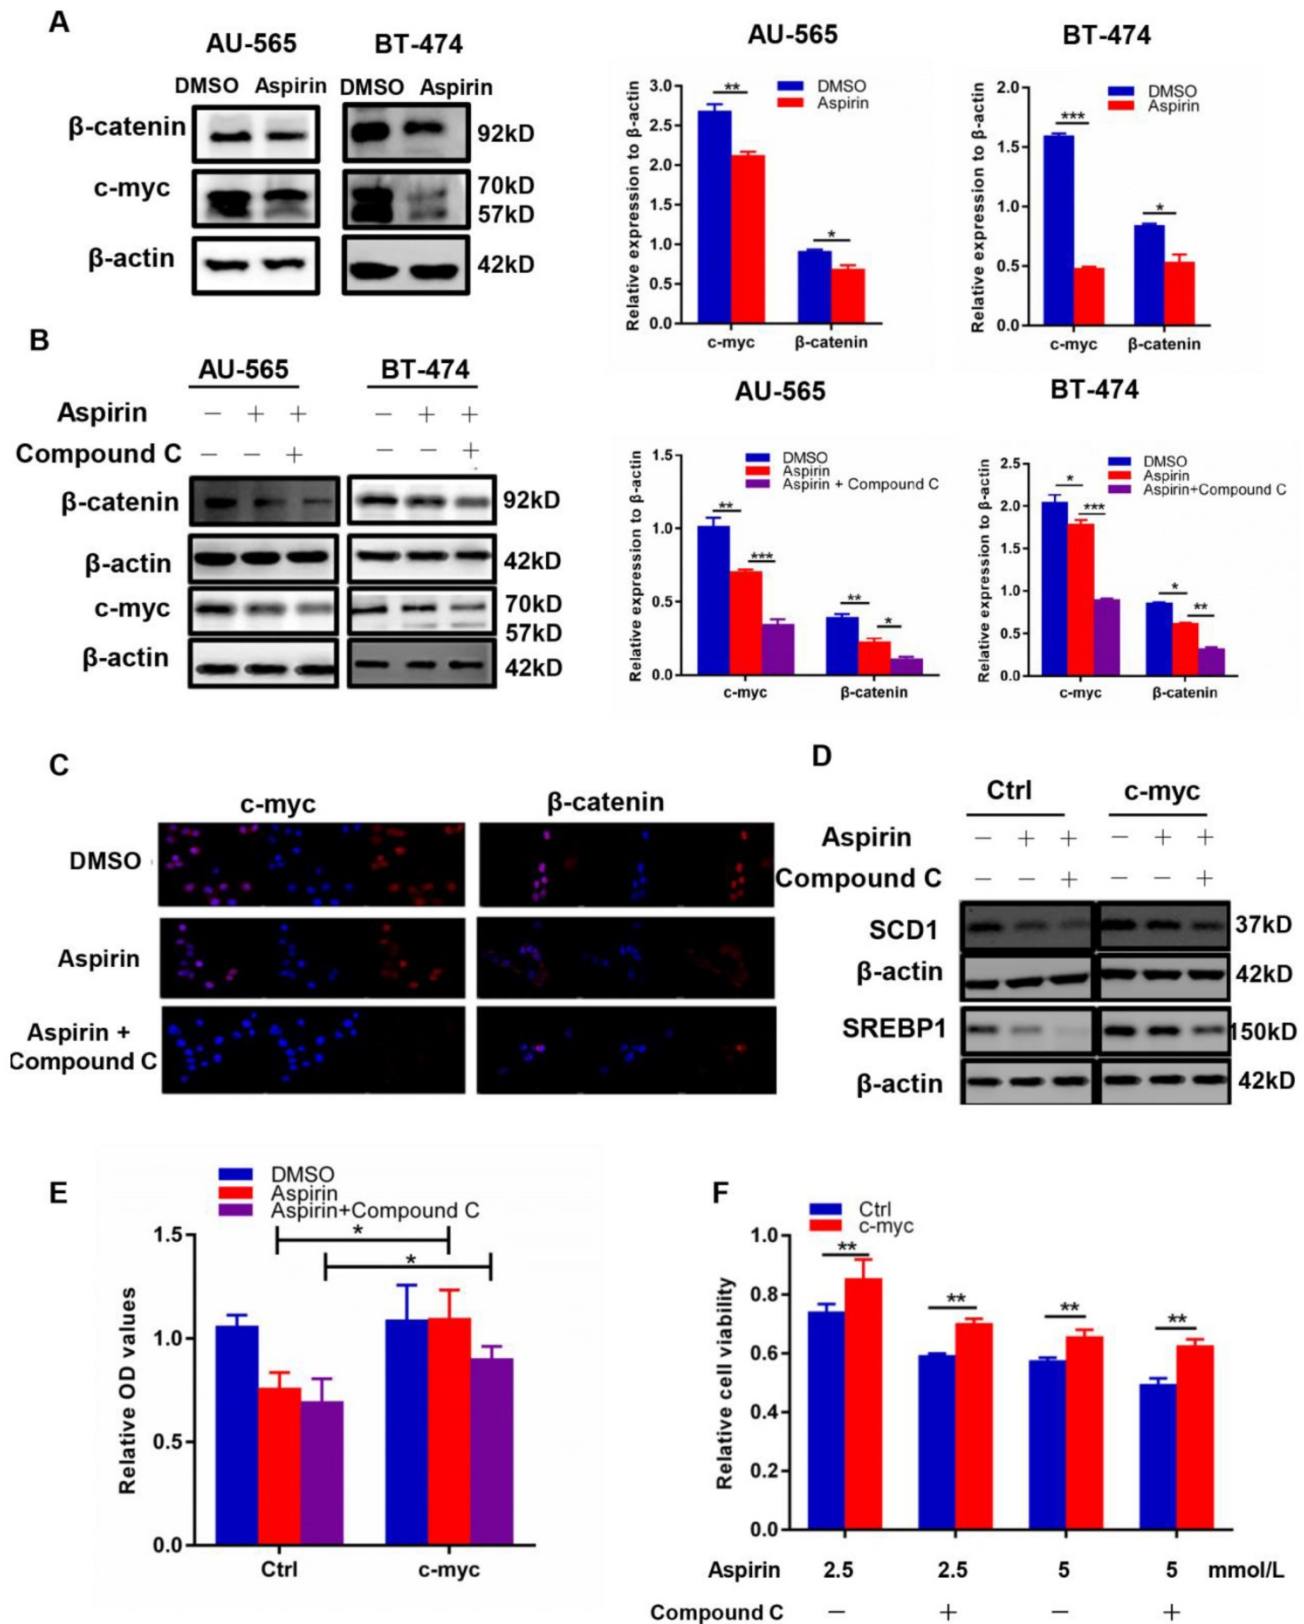 A
AU-565 BT-474
DMSO Aspirin DMSO Aspirin
β-catenin 92kD
c-myc 70kD
57kD
β-actin 42kD
AU-565
DMSO
Aspirin
**
*
Relative expression to β-actin
3.0
2.5
2.0
1.5
1.0
0.5
0.0
c-myc β-catenin
BT-474
DMSO
Aspirin
***
*
Relative expression to β-actin
2.0
1.5
1.0
0.5
0.0
c-myc β-catenin
B
AU-565 BT-474
Aspirin − + + − + +
Compound C − − + − − +
β-catenin 92kD
β-actin 42kD
c-myc 70kD
57kD
β-actin 42kD
AU-565
DMSO
Aspirin
Aspirin + Compound C
**
***
**
*
Relative expression to β-actin
1.5
1.0
0.5
0.0
c-myc β-catenin
BT-474
DMSO
Aspirin
Aspirin+Compound C
*
***
*
**
Relative expression to β-actin
2.5
2.0
1.5
1.0
0.5
0.0
c-myc β-catenin
C
c-myc β-catenin
DMSO
Aspirin
Aspirin +
Compound C
D
Ctrl c-myc
Aspirin − + + − + +
Compound C − − + − − +
SCD1 37kD
β-actin 42kD
SREBP1 150kD
β-actin 42kD
E
DMSO
Aspirin
Aspirin+Compound C
*
*
Relative OD values
1.5
1.0
0.5
0.0
Ctrl c-myc
F
Ctrl
c-myc
** ** ** **
Relative cell viability
1.0
0.8
0.6
0.4
0.2
0.0
Aspirin 2.5 2.5 5 5 mmol/L
Compound C − + − +